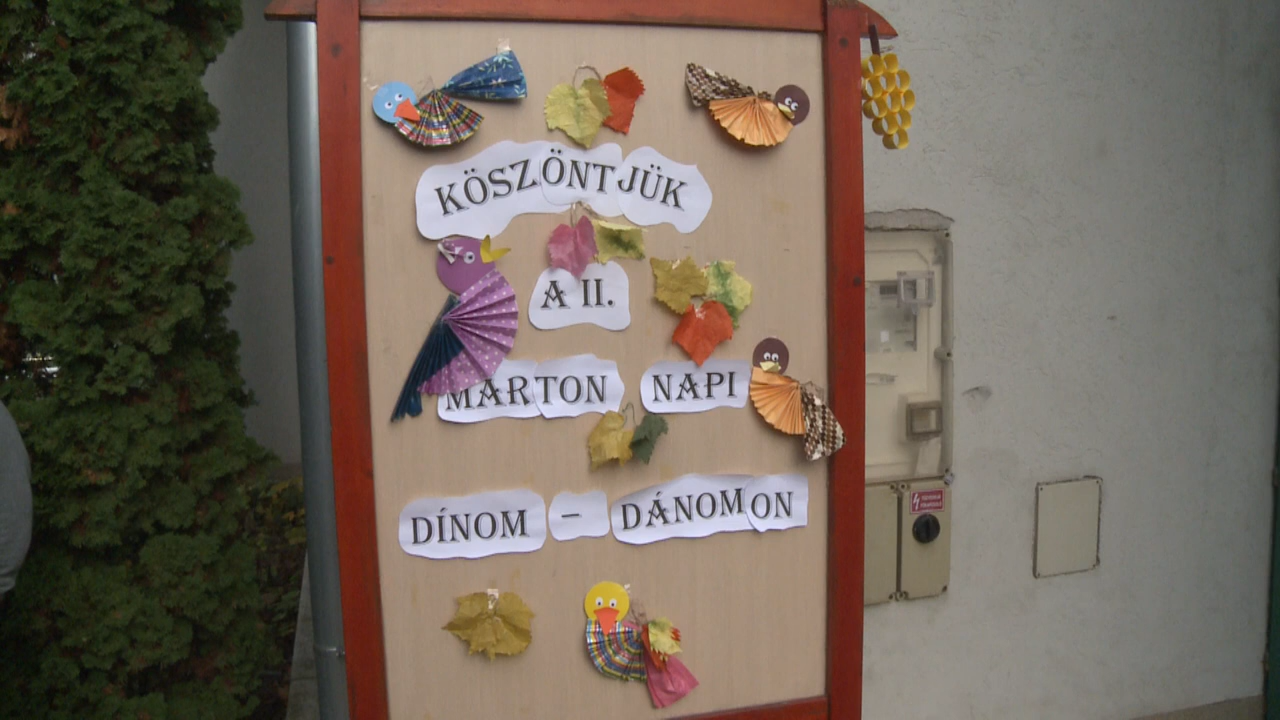 KÖSZÖNTJÜK
A II.
MÁRTON NAPI
DÍNOM – DÁNOMON